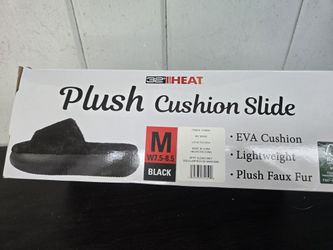 32 HEAT
Plush Cushion Slide
M
W7.5-8.5
BLACK
• EVA Cushion
• Lightweight
• Plush Faux Fur